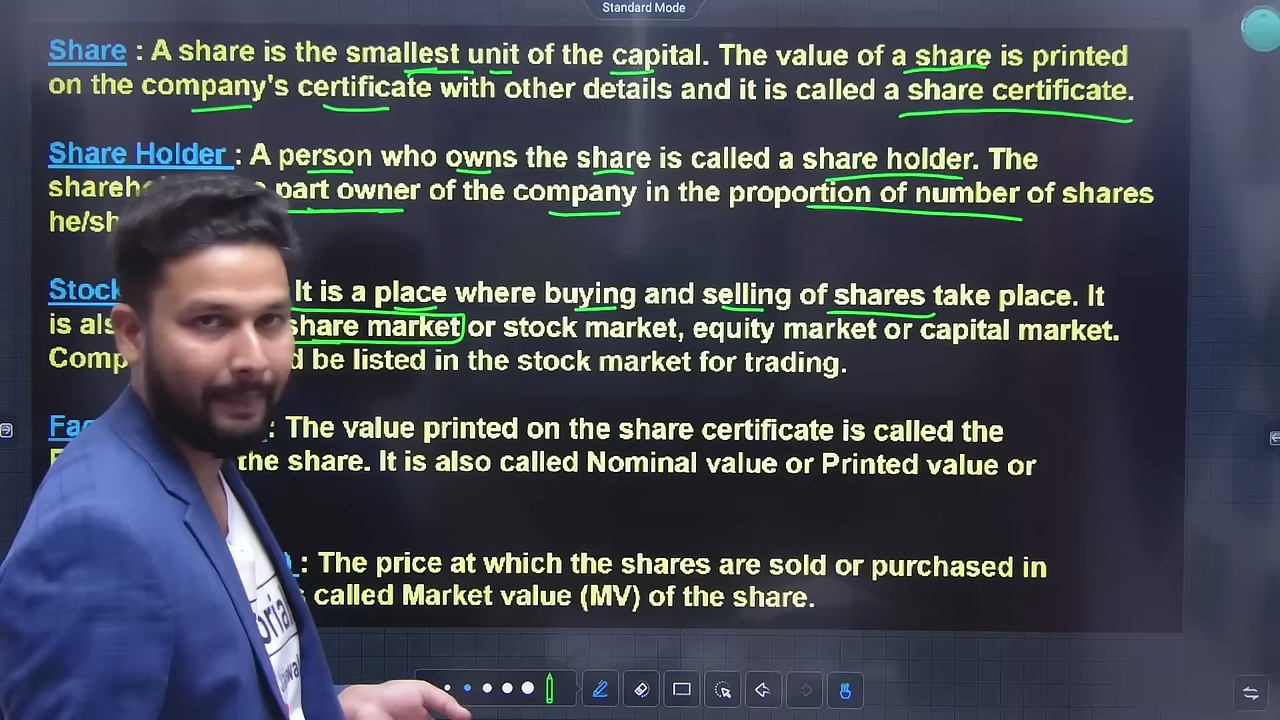 Standard Mode
Share : A share is the smallest unit of the capital. The value of a share is printed
on the company's certificate with other details and it is called a share certificate.
Share Holder : A person who owns the share is called a share holder. The
part owner of the company in the proportion of number of shares
Stock It is a place where buying and selling of shares take place. It
is share market or stock market, equity market or capital market.
be listed in the stock market for trading.
: The value printed on the share certificate is called the
the share. It is also called Nominal value or Printed value or
: The price at which the shares are sold or purchased in
called Market value (MV) of the share.